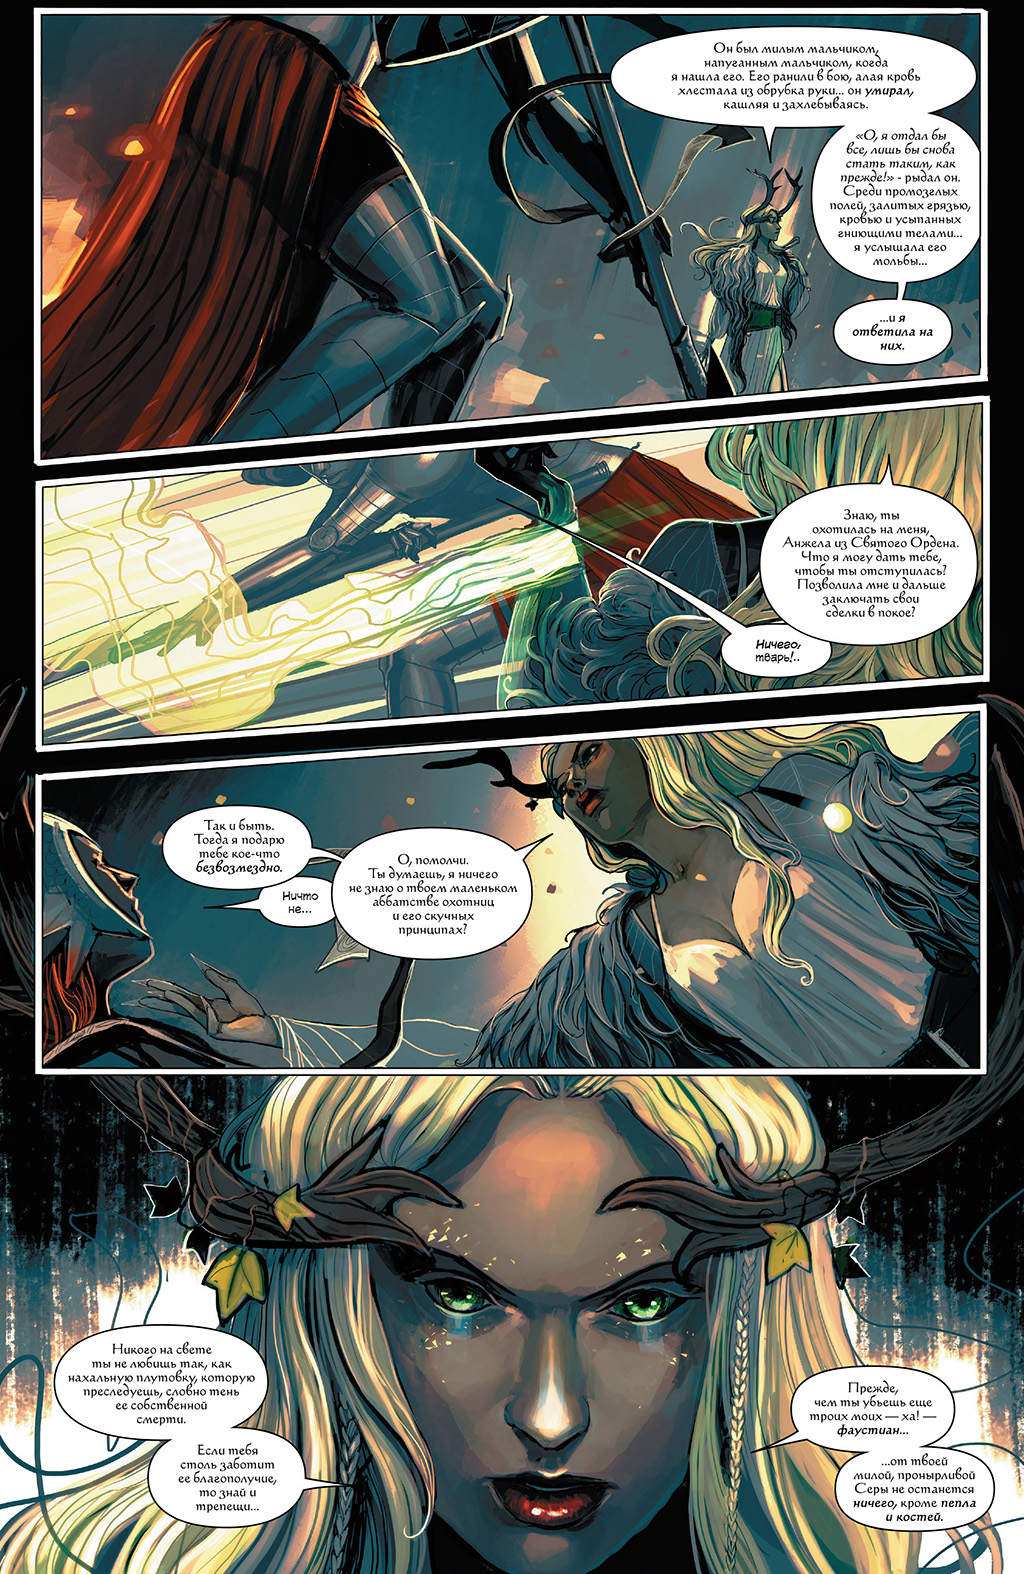 Он был милым мальчиком,
напуганным мальчиком, когда
я нашла его. Его ранили в бою, алая кровь
хлестала из обрубка руки... он умирал,
кашляя и захлебываясь.
«О, я отдал бы
все, лишь бы снова
стать таким, как
прежде!» - рыдал он.
Среди промозглых
полей, залитых грязью,
кровью и усыпанных
гниющими телами...
я услышала его
мольбы...
...и я
ответила на
них.
Знаю, ты
охотилась на меня,
Анжела из Святого Ордена.
Что я могу дать тебе,
чтобы ты отступилась?
Позволила мне и дальше
заключать свои
сделки в покое?
Ничего,
тварь!..
Так и быть.
Тогда я подарю
тебе кое-что
безвозмездно.
Ничто
не...
О, помолчи.
Ты думаешь, я ничего
не знаю о твоем маленьком
аббатстве охотниц
и его скучных
принципах?
Никого на свете
ты не любишь так, как
нахальную плутовку, которую
преследуешь, словно тень
ее собственной
смерти.
Если тебя
столь заботит
ее благополучие,
то знай и
трепещи...
Прежде,
чем ты убьешь еще
троих моих — ха! —
фаустиан...
...от твоей
милой, пронырливой
Серы не останется
ничего, кроме пепла
и костей.